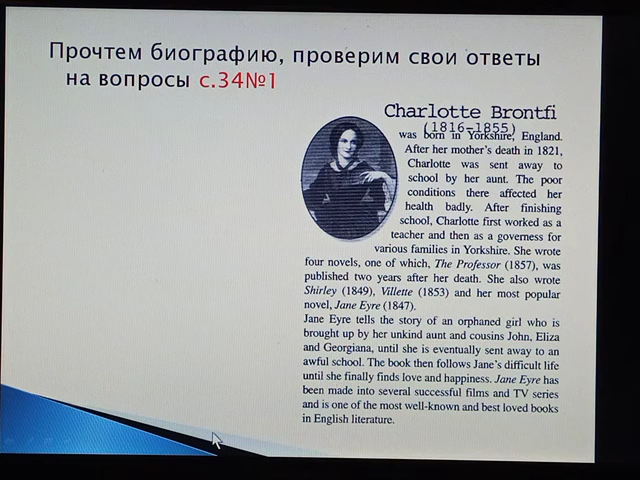 Прочтем биографию, проверим свои ответы
на вопросы с.34№1
Charlotte Brontfi
(1816-1855)
was born in Yorkshire, England.
After her mother's death in 1821,
Charlotte was sent away to
school by her aunt. The poor
conditions there affected her
health badly. After finishing
school, Charlotte first worked as a
teacher and then as a governess for
various families in Yorkshire. She wrote
four novels, one of which, The Professor (1857), was
published two years after her death. She also wrote
Shirley (1849), Villette (1853) and her most popular
novel, Jane Eyre (1847).
Jane Eyre tells the story of an orphaned girl who is
brought up by her unkind aunt and cousins John, Eliza
and Georgiana, until she is eventually sent away to an
awful school. The book then follows Jane's difficult life
until she finally finds love and happiness. Jane Eyre has
been made into several successful films and TV series
and is one of the most well-known and best loved books
in English literature.